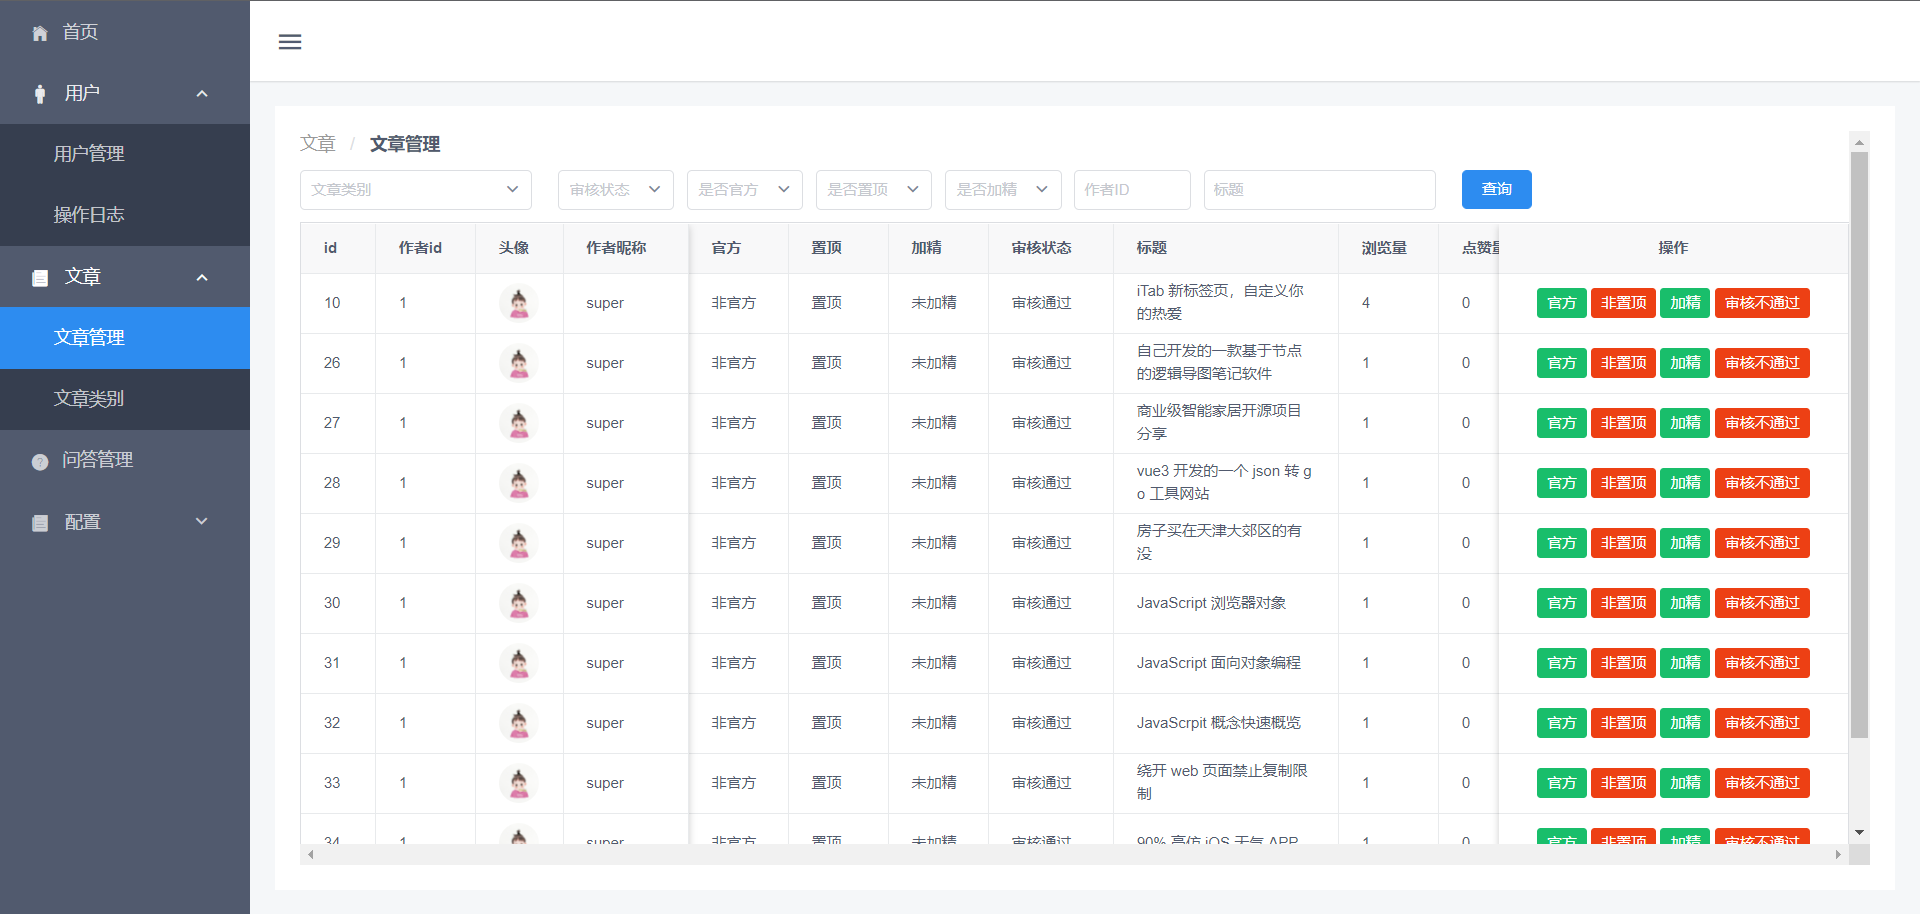 首页
用户
用户管理
操作日志
文章
文章管理
文章类别
问答管理
配置
文章 / 文章管理
文章类别 审核状态 是否官方 是否置顶 是否加精 作者ID 标题 查询
id 作者id 头像 作者昵称 官方 置顶 加精 审核状态 标题 浏览量 点赞量 操作
10 1 super 非官方 置顶 未加精 审核通过 iTab 新标签页，自定义你 4 0 官方 非置顶 加精 审核不通过
的热爱
26 1 super 非官方 置顶 未加精 审核通过 自己开发的一款基于节点 1 0 官方 非置顶 加精 审核不通过
的逻辑导图笔记软件
27 1 super 非官方 置顶 未加精 审核通过 商业级智能家居开源项目 1 0 官方 非置顶 加精 审核不通过
分享
28 1 super 非官方 置顶 未加精 审核通过 vue3 开发的一个 json 转 g 1 0 官方 非置顶 加精 审核不通过
o 工具网站
29 1 super 非官方 置顶 未加精 审核通过 房子买在天津大郊区的有 1 0 官方 非置顶 加精 审核不通过
没
30 1 super 非官方 置顶 未加精 审核通过 JavaScript 浏览器对象 1 0 官方 非置顶 加精 审核不通过
31 1 super 非官方 置顶 未加精 审核通过 JavaScript 面向对象编程 1 0 官方 非置顶 加精 审核不通过
32 1 super 非官方 置顶 未加精 审核通过 JavaScrpit 概念快速概览 1 0 官方 非置顶 加精 审核不通过
33 1 super 非官方 置顶 未加精 审核通过 绕开 web 页面禁止复制限 1 0 官方 非置顶 加精 审核不通过
制
34 1 super 非官方 置顶 未加精 审核通过 90% 高仿 iOS 天气 APP 1 0 官方 非置顶 加精 审核不通过